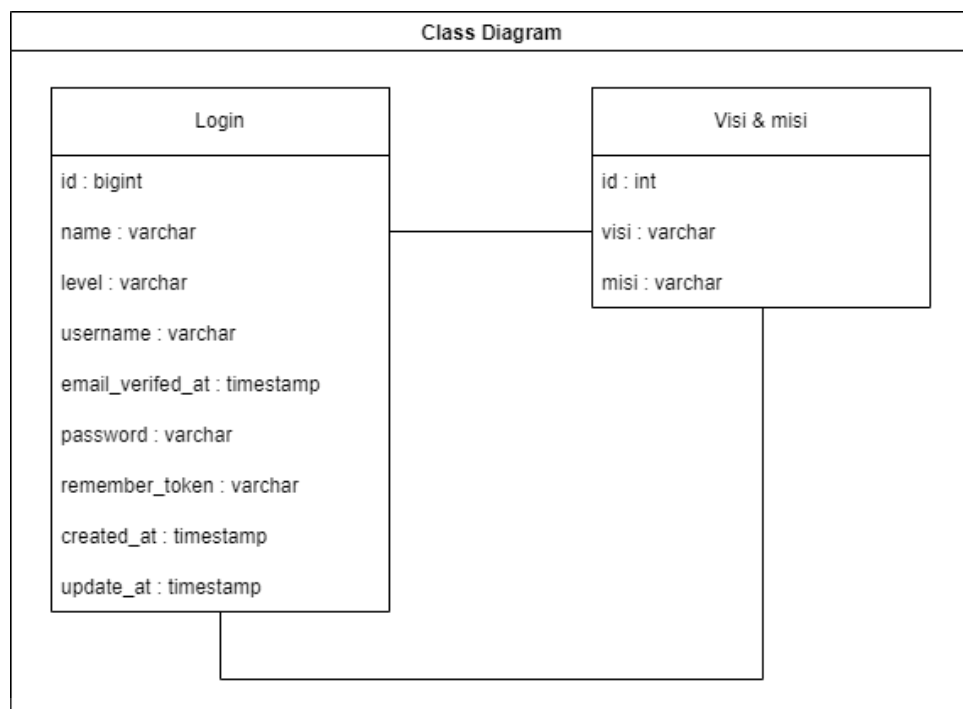 Class Diagram
Login
id : bigint
name : varchar
level : varchar
username : varchar
email_verifed_at : timestamp
password : varchar
remember_token : varchar
created_at : timestamp
update_at : timestamp
Visi & misi
id : int
visi : varchar
misi : varchar